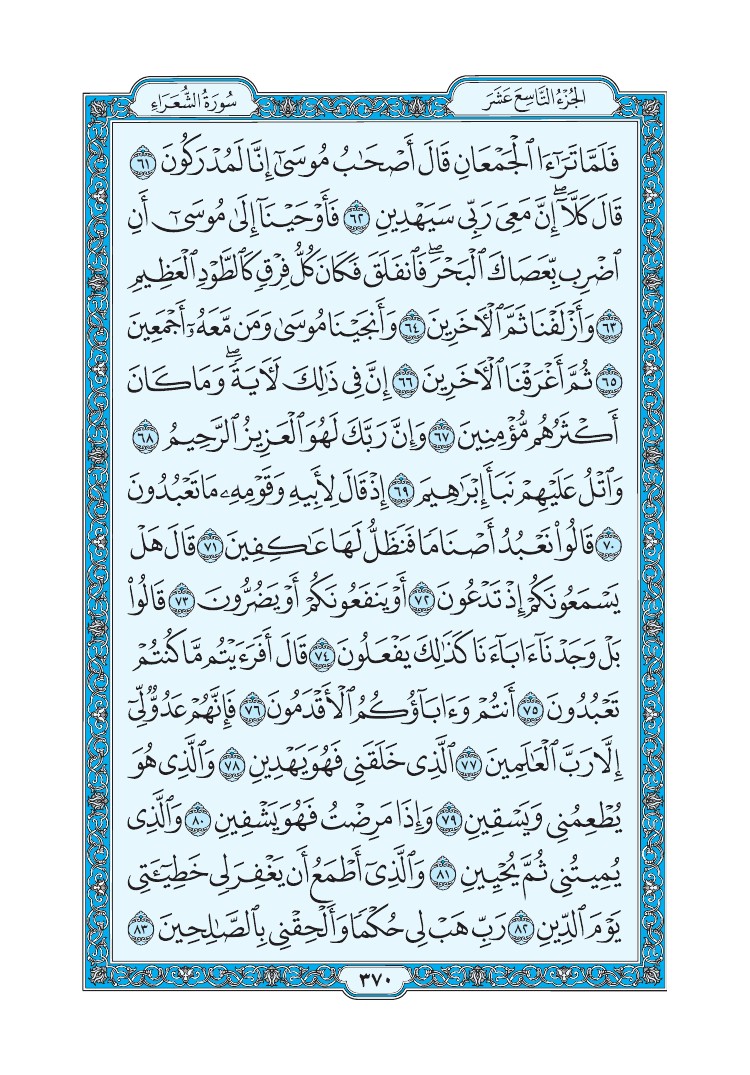 الجُزْءُ التَّاسِعَ عَشَرَ
سُورَةُ الشُّعَرَاءِ
فَلَمَّا تَرَٰٓءَا ٱلْجَمْعَانِ قَالَ أَصْحَٰبُ مُوسَىٰٓ إِنَّا لَمُدْرَكُونَ ٦١
قَالَ كَلَّآ ۖ إِنَّ مَعِىَ رَبِّى سَيَهْدِينِ ٦٢ فَأَوْحَيْنَآ إِلَىٰ مُوسَىٰٓ أَنِ
ٱضْرِب بِّعَصَاكَ ٱلْبَحْرَ ۖ فَٱنفَلَقَ فَكَانَ كُلُّ فِرْقٍ كَٱلطَّوْدِ ٱلْعَظِيمِ
٦٣ وَأَزْلَفْنَا ثَمَّ ٱلْءَاخَرِينَ ٦٤ وَأَنجَيْنَا مُوسَىٰ وَمَن مَّعَهُۥٓ أَجْمَعِينَ
٦٥ ثُمَّ أَغْرَقْنَا ٱلْءَاخَرِينَ ٦٦ إِنَّ فِى ذَٰلِكَ لَءَايَةً ۖ وَمَا كَانَ
أَكْثَرُهُم مُّؤْمِنِينَ ٦٧ وَإِنَّ رَبَّكَ لَهُوَ ٱلْعَزِيزُ ٱلرَّحِيمُ ٦٨
وَٱتْلُ عَلَيْهِمْ نَبَأَ إِبْرَٰهِيمَ ٦٩ إِذْ قَالَ لِأَبِيهِ وَقَوْمِهِۦ مَا تَعْبُدُونَ
٧٠ قَالُوا۟ نَعْبُدُ أَصْنَامًا فَنَظَلُّ لَهَا عَٰكِفِينَ ٧١ قَالَ هَلْ
يَسْمَعُونَكُمْ إِذْ تَدْعُونَ ٧٢ أَوْ يَنفَعُونَكُمْ أَوْ يَضُرُّونَ ٧٣ قَالُوا۟
بَلْ وَجَدْنَآ ءَابَآءَنَا كَذَٰلِكَ يَفْعَلُونَ ٧٤ قَالَ أَفَرَءَيْتُم مَّا كُنتُمْ
تَعْبُدُونَ ٧٥ أَنتُمْ وَءَابَآؤُكُمُ ٱلْأَقْدَمُونَ ٧٦ فَإِنَّهُمْ عَدُوٌّ لِّىٓ
إِلَّا رَبَّ ٱلْعَٰلَمِينَ ٧٧ ٱلَّذِى خَلَقَنِى فَهُوَ يَهْدِينِ ٧٨ وَٱلَّذِى هُوَ
يُطْعِمُنِى وَيَسْقِينِ ٧٩ وَإِذَا مَرِضْتُ فَهُوَ يَشْفِينِ ٨٠ وَٱلَّذِى
يُمِيتُنِى ثُمَّ يُحْيِينِ ٨١ وَٱلَّذِىٓ أَطْمَعُ أَن يَغْفِرَ لِى خَطِيٓـَٔتِى
يَوْمَ ٱلدِّينِ ٨٢ رَبِّ هَبْ لِى حُكْمًا وَأَلْحِقْنِى بِٱلصَّٰلِحِينَ ٨٣
٣٧٠